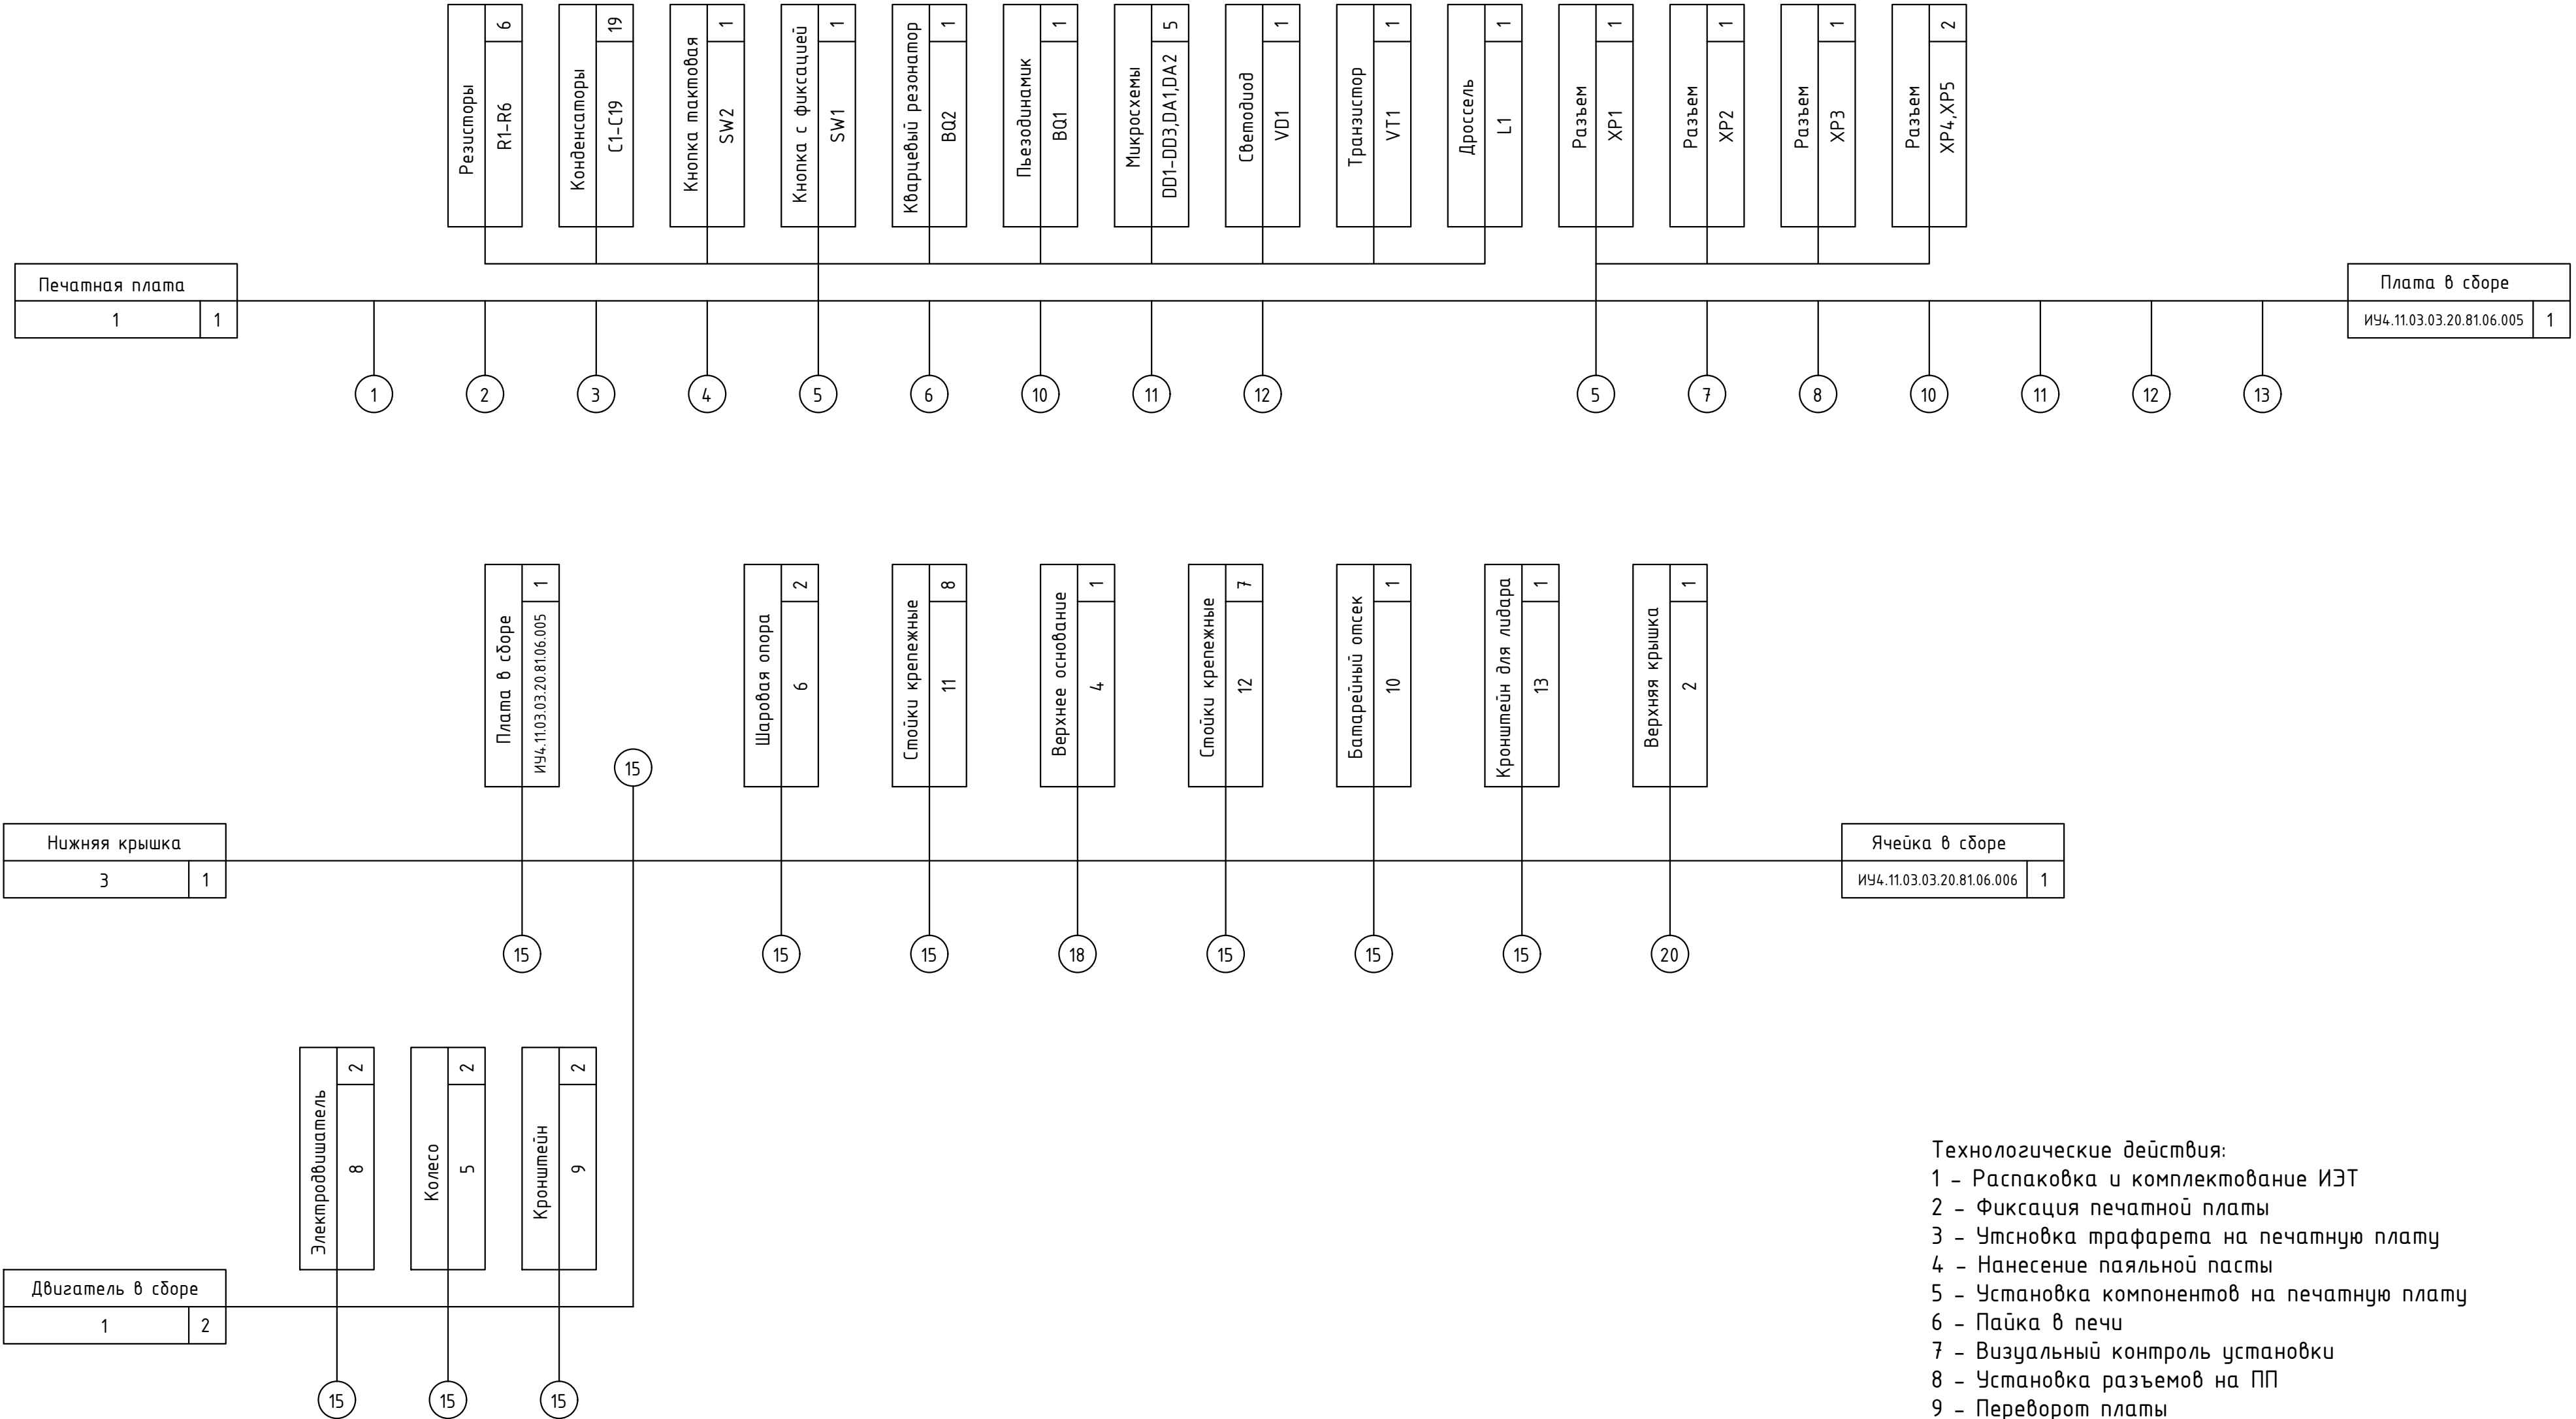 Резисторы
R1-R6
6
Конденсаторы
C1-C19
19
Кнопка тактовая
SW2
1
Кнопка с фиксацией
SW1
1
Кварцевый резонатор
BQ2
1
Пьезодинамик
BQ1
1
Микросхемы
DD1-DD3,DA1,DA2
5
Светодиод
VD1
1
Транзистор
VT1
1
Дроссель
L1
1
Разъем
XP1
1
Разъем
XP2
1
Разъем
XP3
1
Разъем
XP4,XP5
2
Печатная плата
1
1
Плата в сборе
ИУ4.11.03.03.20.81.06.005
1
1
2
3
4
5
6
10
11
12
5
7
8
10
11
12
13
Плата в сборе
ИУ4.11.03.03.20.81.06.005
1
15
Шаровая опора
6
2
Стойки крепежные
11
8
Верхнее основание
4
1
Стойки крепежные
12
7
Батарейный отсек
10
1
Кронштейн для лидара
13
1
Верхняя крышка
2
1
Нижняя крышка
3
1
Ячейка в сборе
ИУ4.11.03.03.20.81.06.006
1
15
15
15
18
15
15
15
20
Электродвишатель
8
2
Колесо
5
2
Кронштейн
9
2
Двигатель в сборе
1
2
15
15
15
Технологические действия:
1 - Распаковка и комплектование ИЭТ
2 - Фиксация печатной платы
3 - Утсновка трафарета на печатную плату
4 - Нанесение паяльной пасты
5 - Установка компонентов на печатную плату
6 - Пайка в печи
7 - Визуальный контроль установки
8 - Установка разъемов на ПП
9 - Переворот платы